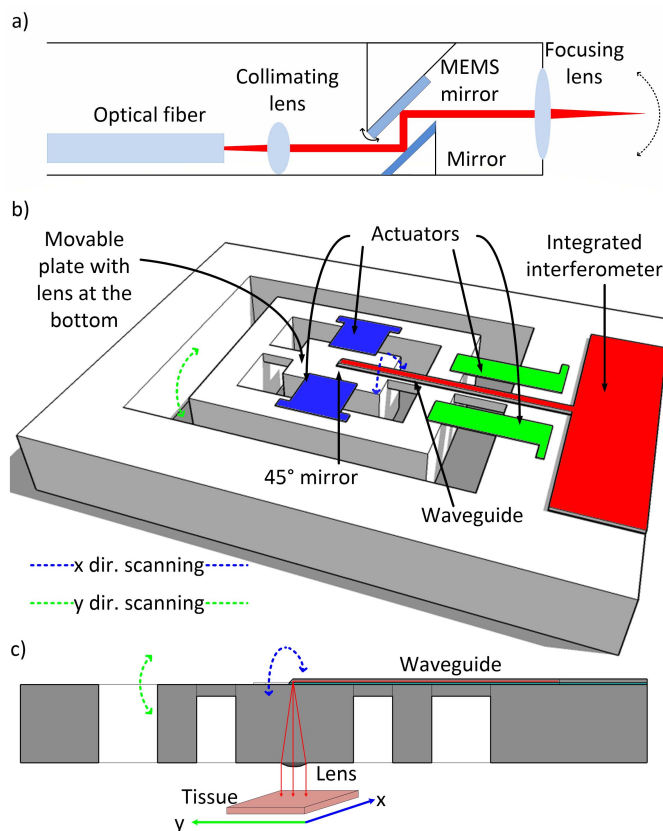 a)
Optical fiber
Collimating
lens
MEMS
mirror
Mirror
Focusing
lens
b)
Movable
plate with
lens at the
bottom
Actuators
Integrated
interferometer
45° mirror
Waveguide
x dir. scanning
y dir. scanning
c)
Waveguide
Lens
Tissue
x
y